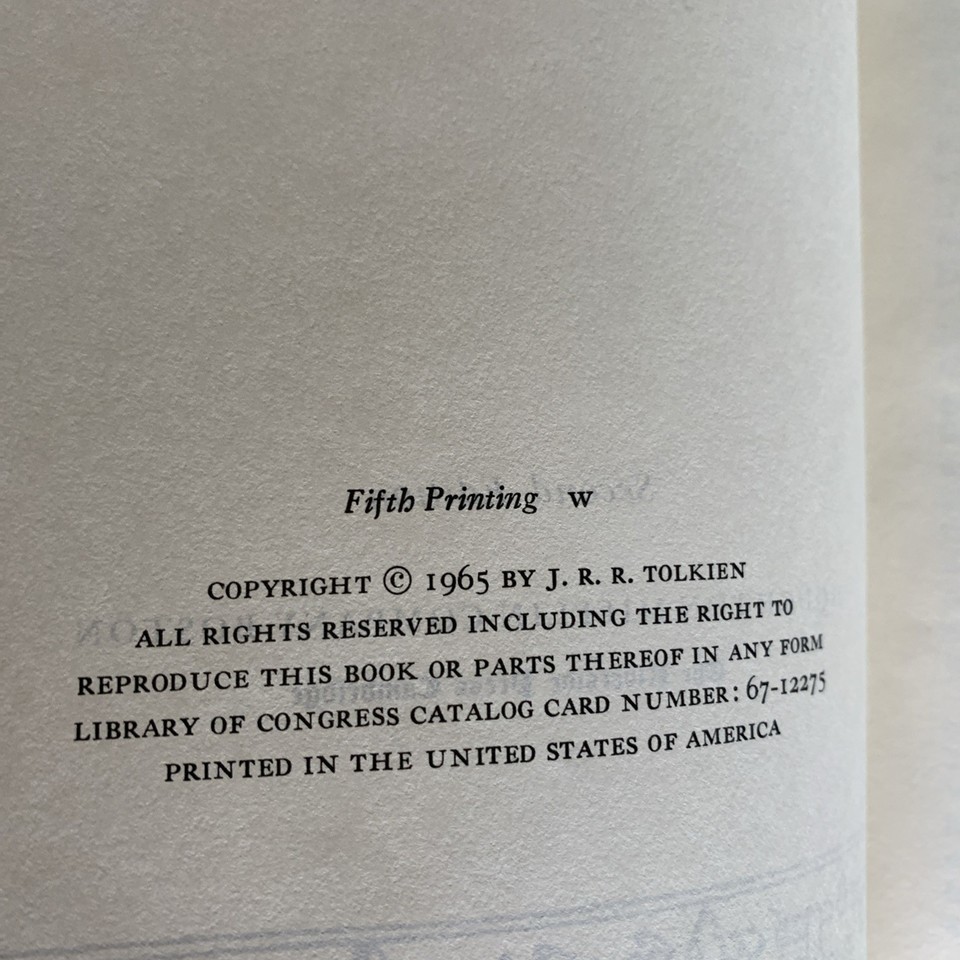 Fifth Printing W
COPYRIGHT © 1965 BY J. R. R. TOLKIEN
ALL RIGHTS RESERVED INCLUDING THE RIGHT TO
REPRODUCE THIS BOOK OR PARTS THEREOF IN ANY FORM
LIBRARY OF CONGRESS CATALOG CARD NUMBER: 67-12275
PRINTED IN THE UNITED STATES OF AMERICA